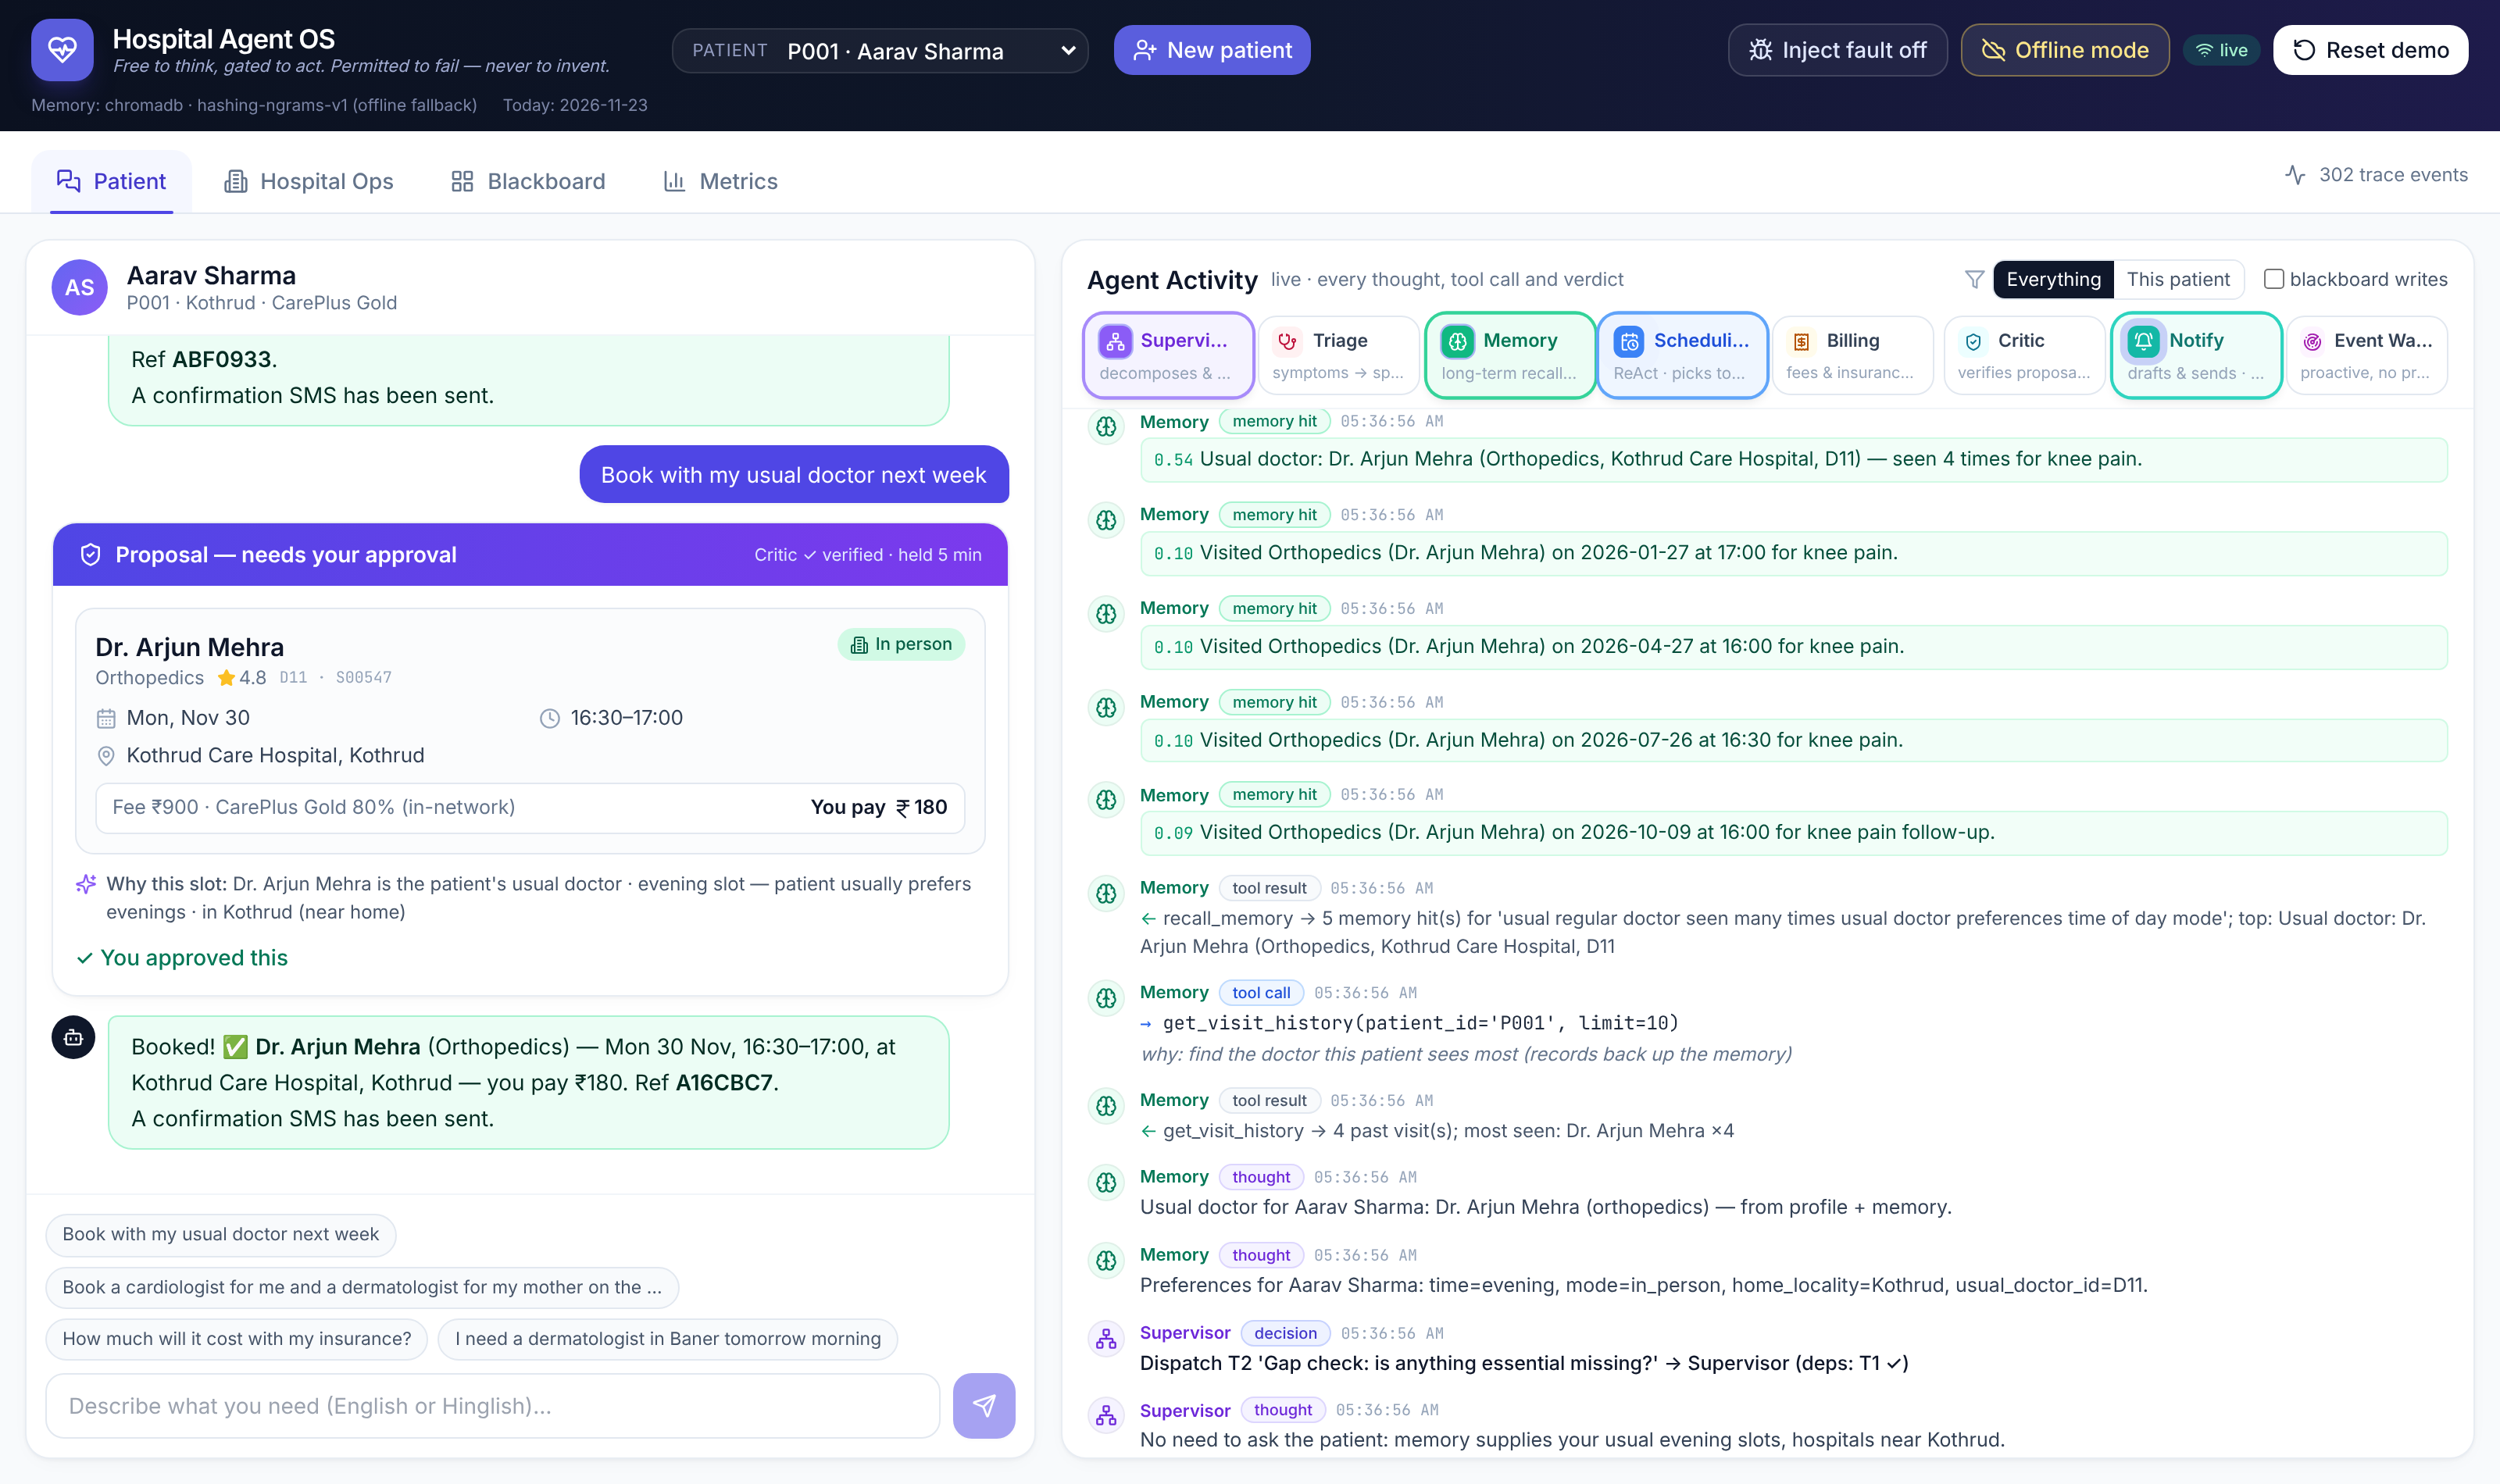 Hospital Agent OS
Free to think, gated to act. Permitted to fail — never to invent.
Memory: chromadb · hashing-ngrams-v1 (offline fallback) Today: 2026-11-23
PATIENT P001 · Aarav Sharma
New patient
Inject fault off
Offline mode
live
Reset demo
Patient
Hospital Ops
Blackboard
Metrics
302 trace events
AS
Aarav Sharma
P001 · Kothrud · CarePlus Gold
Ref ABF0933.
A confirmation SMS has been sent.
Book with my usual doctor next week
Proposal — needs your approval
Critic ✓ verified · held 5 min
Dr. Arjun Mehra
In person
Orthopedics ⭐ 4.8 D11 · S00547
Mon, Nov 30
16:30–17:00
Kothrud Care Hospital, Kothrud
Fee ₹900 · CarePlus Gold 80% (in-network)
You pay ₹180
Why this slot: Dr. Arjun Mehra is the patient's usual doctor · evening slot — patient usually prefers
evenings · in Kothrud (near home)
✓ You approved this
Booked! ✅ Dr. Arjun Mehra (Orthopedics) — Mon 30 Nov, 16:30–17:00, at
Kothrud Care Hospital, Kothrud — you pay ₹180. Ref A16CBC7.
A confirmation SMS has been sent.
Book with my usual doctor next week
Book a cardiologist for me and a dermatologist for my mother on the ...
How much will it cost with my insurance?
I need a dermatologist in Baner tomorrow morning
Describe what you need (English or Hinglish)...
Agent Activity
live · every thought, tool call and verdict
Everything
This patient
blackboard writes
Supervi...
decomposes & ...
Triage
symptoms → sp...
Memory
long-term recall...
Scheduli...
ReAct · picks to...
Billing
fees & insuranc...
Critic
verifies proposa...
Notify
drafts & sends · ...
Event Wa...
proactive, no pr...
Memory memory hit 05:36:56 AM
0.54 Usual doctor: Dr. Arjun Mehra (Orthopedics, Kothrud Care Hospital, D11) — seen 4 times for knee pain.
Memory memory hit 05:36:56 AM
0.10 Visited Orthopedics (Dr. Arjun Mehra) on 2026-01-27 at 17:00 for knee pain.
Memory memory hit 05:36:56 AM
0.10 Visited Orthopedics (Dr. Arjun Mehra) on 2026-04-27 at 16:00 for knee pain.
Memory memory hit 05:36:56 AM
0.10 Visited Orthopedics (Dr. Arjun Mehra) on 2026-07-26 at 16:30 for knee pain.
Memory memory hit 05:36:56 AM
0.09 Visited Orthopedics (Dr. Arjun Mehra) on 2026-10-09 at 16:00 for knee pain follow-up.
Memory tool result 05:36:56 AM
← recall_memory → 5 memory hit(s) for 'usual regular doctor seen many times usual doctor preferences time of day mode'; top: Usual doctor: Dr.
Arjun Mehra (Orthopedics, Kothrud Care Hospital, D11
Memory tool call 05:36:56 AM
→ get_visit_history(patient_id='P001', limit=10)
why: find the doctor this patient sees most (records back up the memory)
Memory tool result 05:36:56 AM
← get_visit_history → 4 past visit(s); most seen: Dr. Arjun Mehra ×4
Memory thought 05:36:56 AM
Usual doctor for Aarav Sharma: Dr. Arjun Mehra (orthopedics) — from profile + memory.
Memory thought 05:36:56 AM
Preferences for Aarav Sharma: time=evening, mode=in_person, home_locality=Kothrud, usual_doctor_id=D11.
Supervisor decision 05:36:56 AM
Dispatch T2 'Gap check: is anything essential missing?' → Supervisor (deps: T1 ✓)
Supervisor thought 05:36:56 AM
No need to ask the patient: memory supplies your usual evening slots, hospitals near Kothrud.